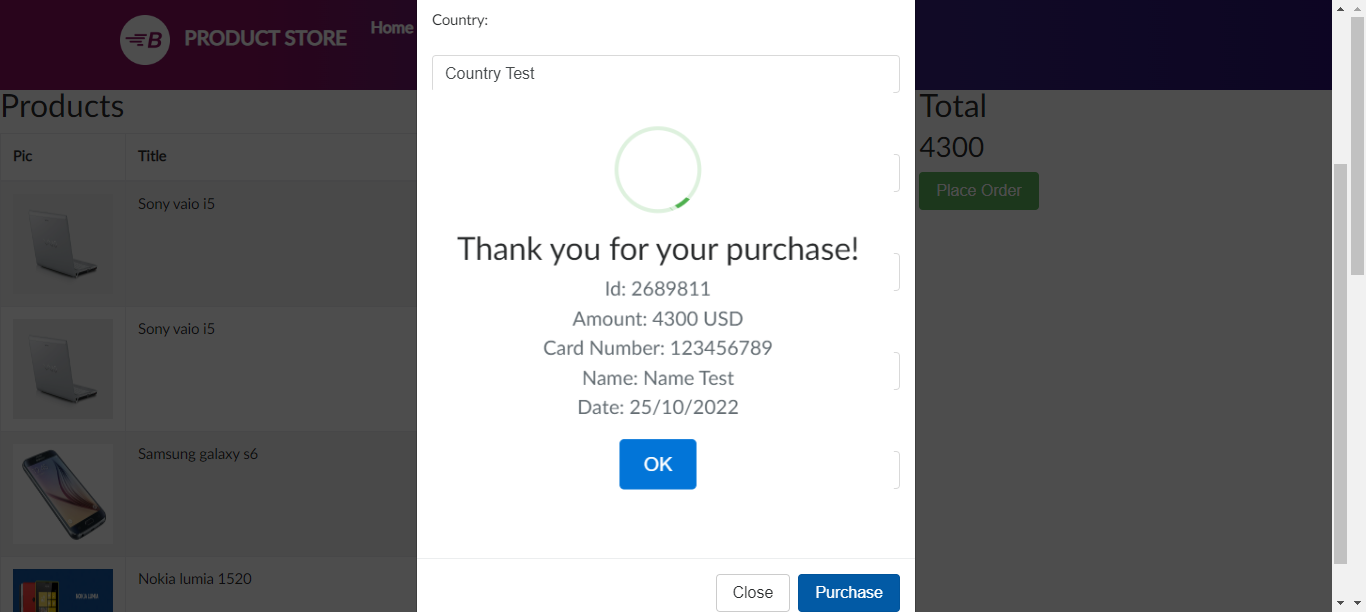 Country:
B PRODUCT STORE Home
Country Test
Products
Total
4300
Pic Title
Place Order
Sony vaio i5
Thank you for your purchase!
Id: 2689811
Amount: 4300 USD
Sony vaio i5
Card Number: 123456789
Name: Name Test
Date: 25/10/2022
Samsung galaxy s6
OK
Nokia lumia 1520
Close Purchase